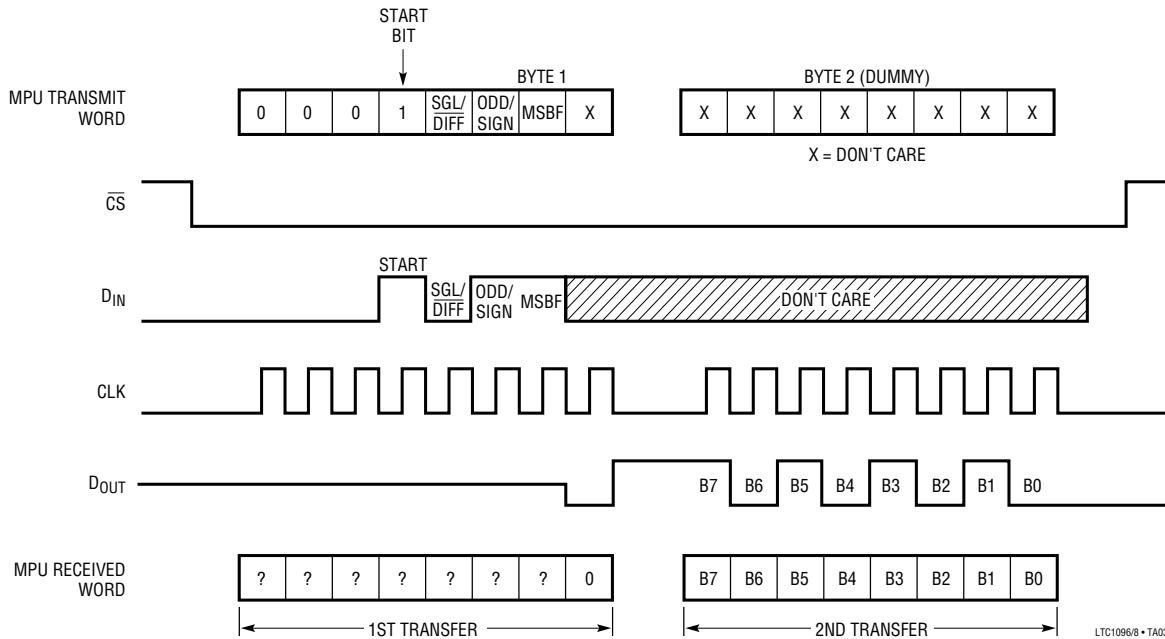 START
BIT
BYTE 1
BYTE 2 (DUMMY)
MPU TRANSMIT
WORD
0 0 0 1 SGL/DIFF ODD/SIGN MSBF X
X X X X X X X X
X = DON'T CARE
CS
START
DIN
SGL/DIFF ODD/SIGN MSBF
DON'T CARE
CLK
DOUT
B7 B6 B5 B4 B3 B2 B1 B0
MPU RECEIVED
WORD
? ? ? ? ? ? ? 0
B7 B6 B5 B4 B3 B2 B1 B0
1ST TRANSFER
2ND TRANSFER